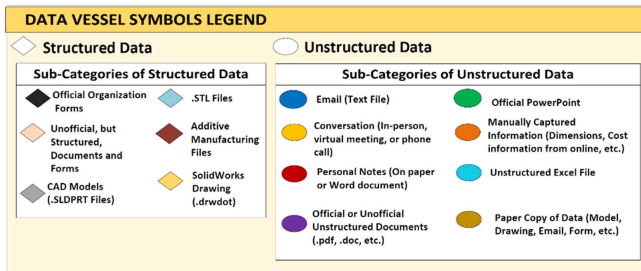 DATA VESSEL SYMBOLS LEGEND
Structured Data
Unstructured Data
Sub-Categories of Structured Data
Official Organization
Forms
.STL Files
Unofficial, but
Structured,
Documents and
Forms
Additive
Manufacturing
Files
CAD Models
(.SLDPRT Files)
SolidWorks
Drawing
(.drwdot)
Sub-Categories of Unstructured Data
Email (Text File)
Official PowerPoint
Conversation (In-person,
virtual meeting, or phone
call)
Manually Captured
Information (Dimensions, Cost
information from online, etc.)
Personal Notes (On paper
or Word document)
Unstructured Excel File
Official or Unofficial
Unstructured Documents
(.pdf, .doc, etc.)
Paper Copy of Data (Model,
Drawing, Email, Form, etc.)